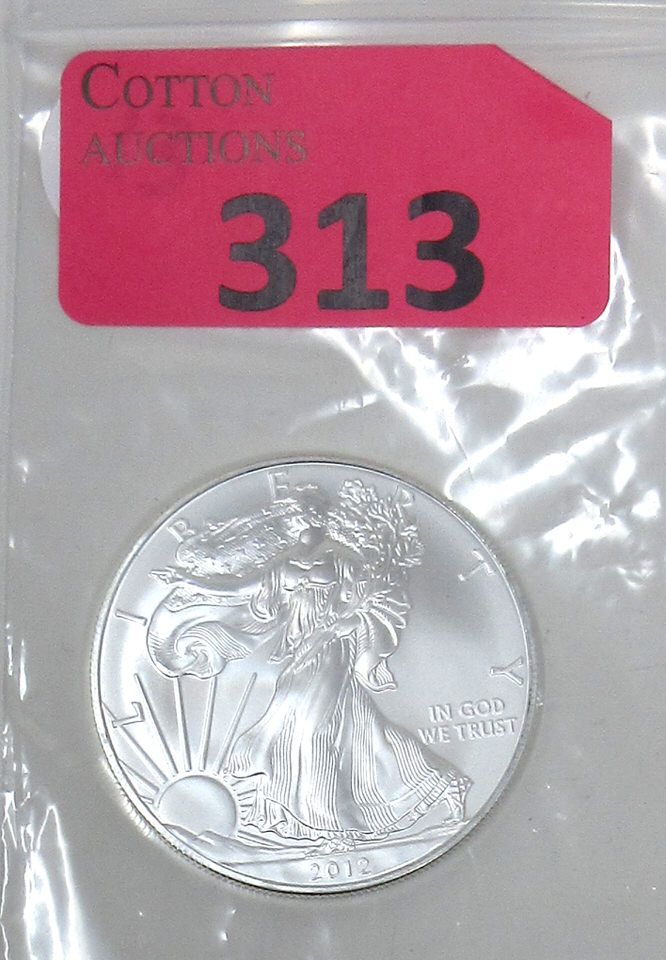 COTTON
AUCTIONS
313
LIBERTY
IN GOD
WE TRUST
2012